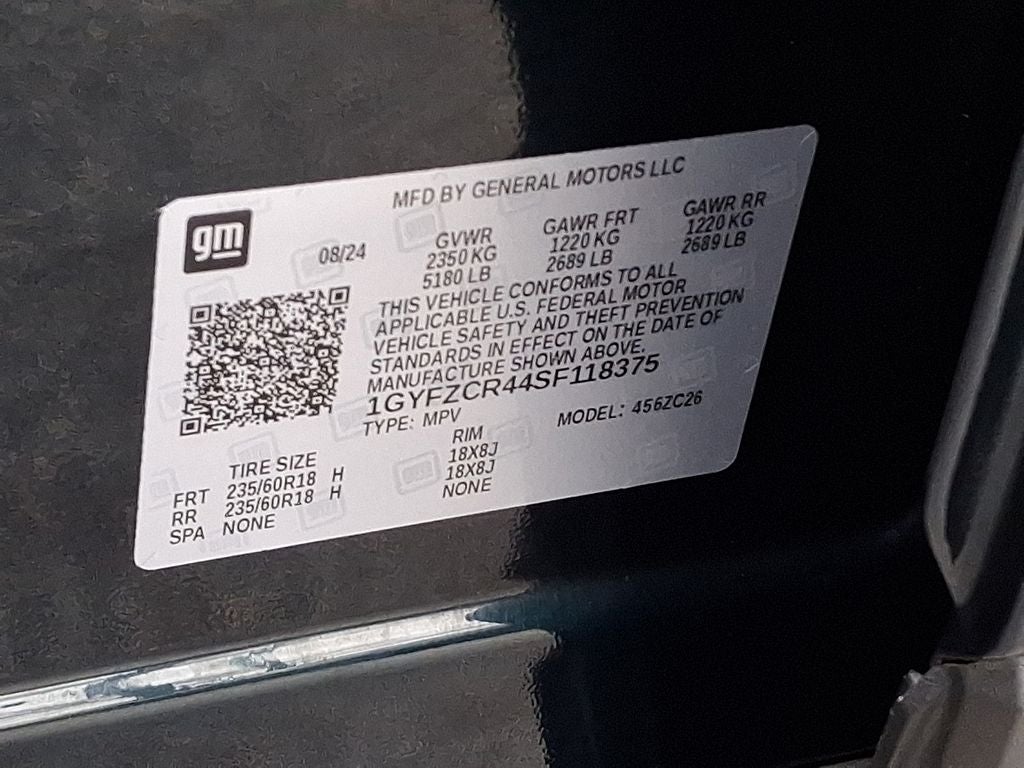 MFD BY GENERAL MOTORS LLC
gm
08/24
GVWR GAWR FRT GAWR RR
2350 KG 1220 KG 1220 KG
5180 LB 2689 LB 2689 LB
THIS VEHICLE CONFORMS TO ALL
APPLICABLE U.S. FEDERAL MOTOR
VEHICLE SAFETY AND THEFT PREVENTION
STANDARDS IN EFFECT ON THE DATE OF
MANUFACTURE SHOWN ABOVE.
1GYFZCR44SF118375
TYPE: MPV MODEL: 456ZC26
TIRE SIZE RIM
FRT 235/60R18 H 18X8J
RR 235/60R18 H 18X8J
SPA NONE NONE